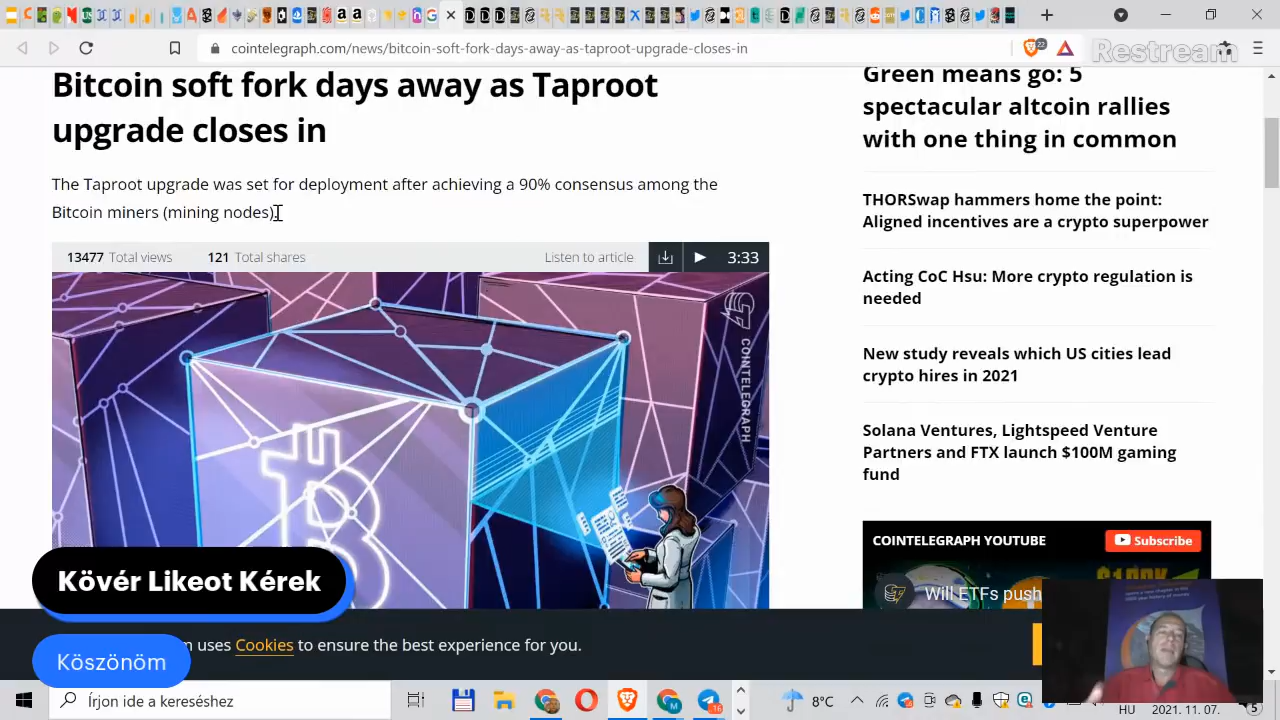 cointelegraph.com/news/bitcoin-soft-fork-days-away-as-taproot-upgrade-closes-in
22
Restream
Bitcoin soft fork days away as Taproot
upgrade closes in
The Taproot upgrade was set for deployment after achieving a 90% consensus among the
Bitcoin miners (mining nodes).
13477 Total views 121 Total shares Listen to article 3:33
COINTELEGRAPH
Green means go: 5
spectacular altcoin rallies
with one thing in common
THORSwap hammers home the point:
Aligned incentives are a crypto superpower
Acting CoC Hsu: More crypto regulation is
needed
New study reveals which US cities lead
crypto hires in 2021
Solana Ventures, Lightspeed Venture
Partners and FTX launch $100M gaming
fund
COINTELEGRAPH YOUTUBE Subscribe
Will ETFs push
Kövér Likeot Kérek
uses Cookies to ensure the best experience for you.
Köszönöm
Írjon ide a kereséshez
8°C
HU
2021. 11. 07.